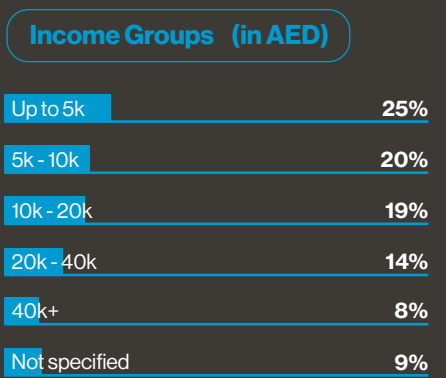 Income Groups (in AED)
Up to 5k 25%
5k - 10k 20%
10k - 20k 19%
20k - 40k 14%
40k+ 8%
Not specified 9%